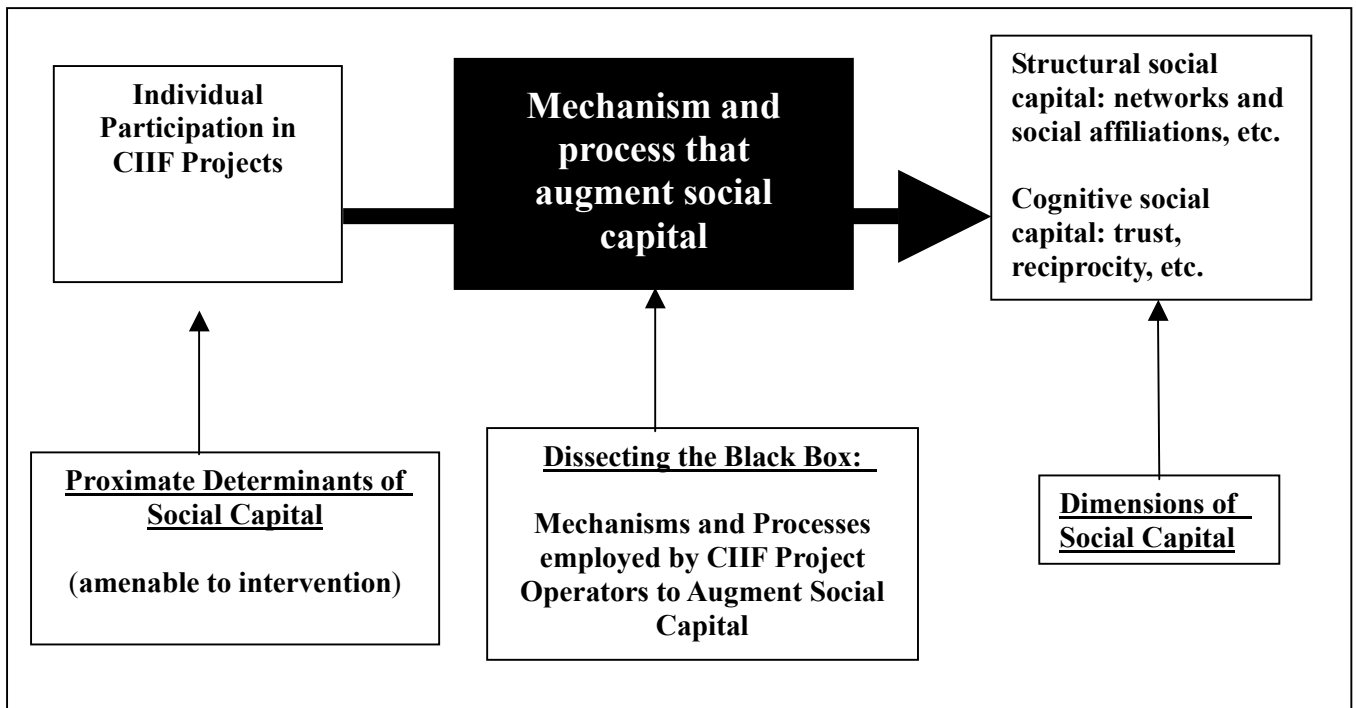 Individual
Participation in
CIIF Projects
Mechanism and
process that
augment social
capital
Structural social
capital: networks and
social affiliations, etc.
Cognitive social
capital: trust,
reciprocity, etc.
Proximate Determinants of
Social Capital
(amenable to intervention)
Dissecting the Black Box:
Mechanisms and Processes
employed by CIIF Project
Operators to Augment Social
Capital
Dimensions of
Social Capital